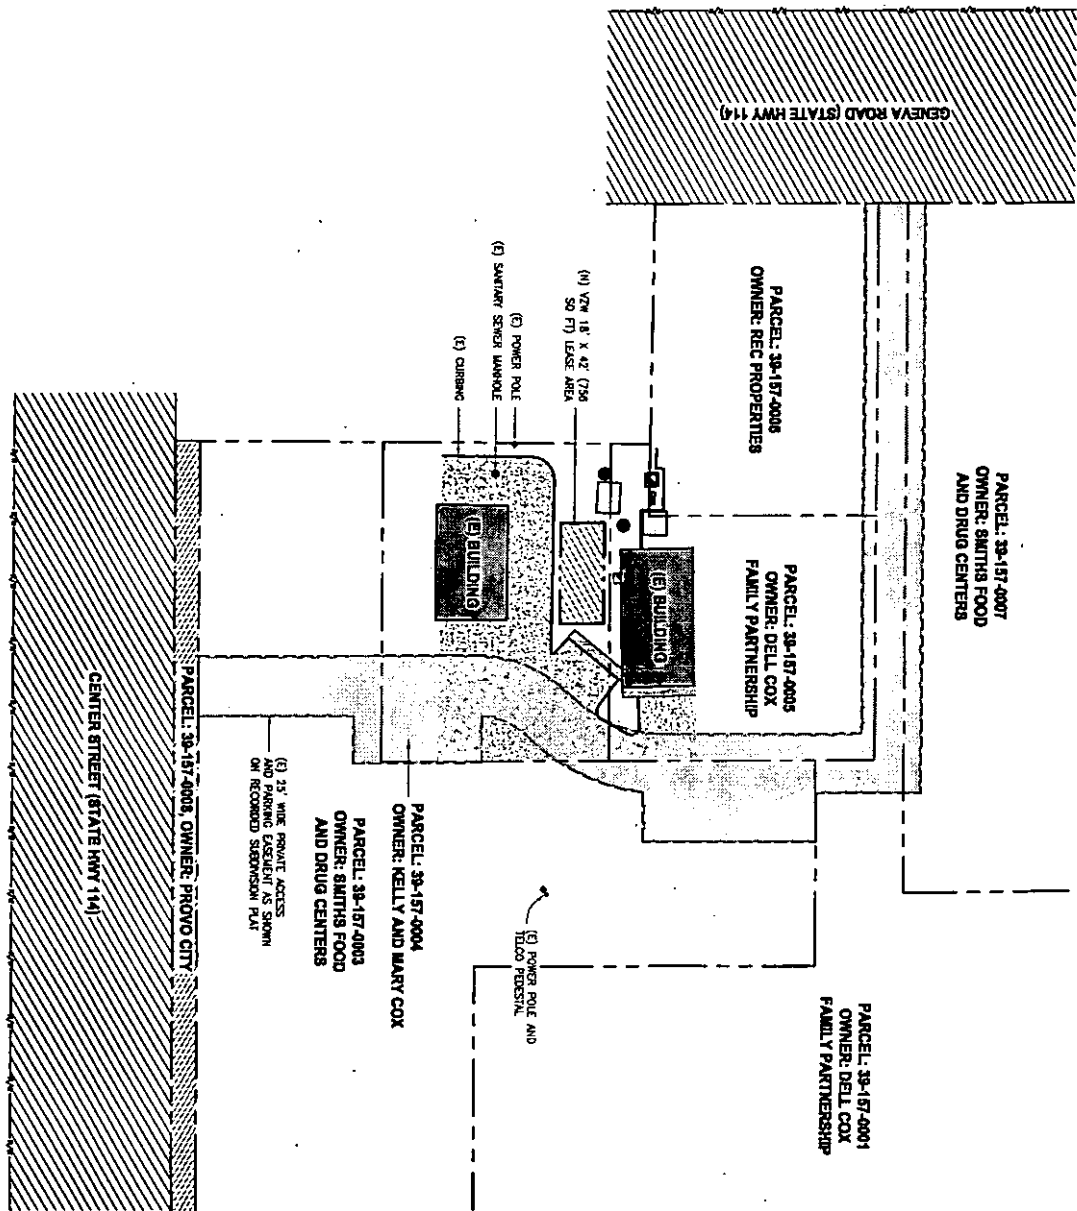 GENEVA ROAD (STATE HWY 114)
PARCEL: 39-157-0007
OWNER: SMITHS FOOD
AND DRUG CENTERS
PARCEL: 39-157-0006
OWNER: REC PROPERTIES
PARCEL: 39-157-0005
OWNER: DELL COX
FAMILY PARTNERSHIP
PARCEL: 39-157-0001
OWNER: DELL COX
FAMILY PARTNERSHIP
(N) VZW 18' X 42' (756
SQ FT) LEASE AREA
(E) POWER POLE
(E) SANITARY SEWER MANHOLE
(E) CURBING
(E) BUILDING
(E) BUILDING
(E) POWER POLE AND
TELCO PEDESTAL
PARCEL: 39-157-0004
OWNER: KELLY AND MARY COX
PARCEL: 39-157-0003
OWNER: SMITHS FOOD
AND DRUG CENTERS
(E) 25' WIDE PRIVATE ACCESS
AND PARKING EASEMENT AS SHOWN
ON RECORDED SUBDIVISION PLAT
PARCEL: 39-157-0008, OWNER: PROVO CITY
CENTER STREET (STATE HWY 114)